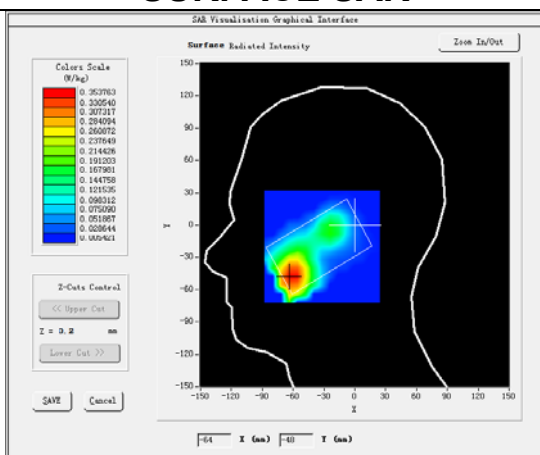 SAR Visualisation Graphical Interface
Surface Radiated Intensity
Zoom In/Out
Colors Scale
(W/kg)
0.353763
0.330540
0.307317
0.284094
0.260872
0.237649
0.214426
0.191203
0.167981
0.144758
0.121535
0.098312
0.075090
0.051867
0.028644
0.005421
Z-Cuts Control
<< Upper Cut
Z = 3.2 mm
Lower Cut >>
SAVE Cancel
150
120
90
60
30
0
-30
-60
-90
-120
-150
Y
-150 -120 -90 -60 -30 0 30 60 90 120 150
X
-64 X (mm) -48 Y (mm)